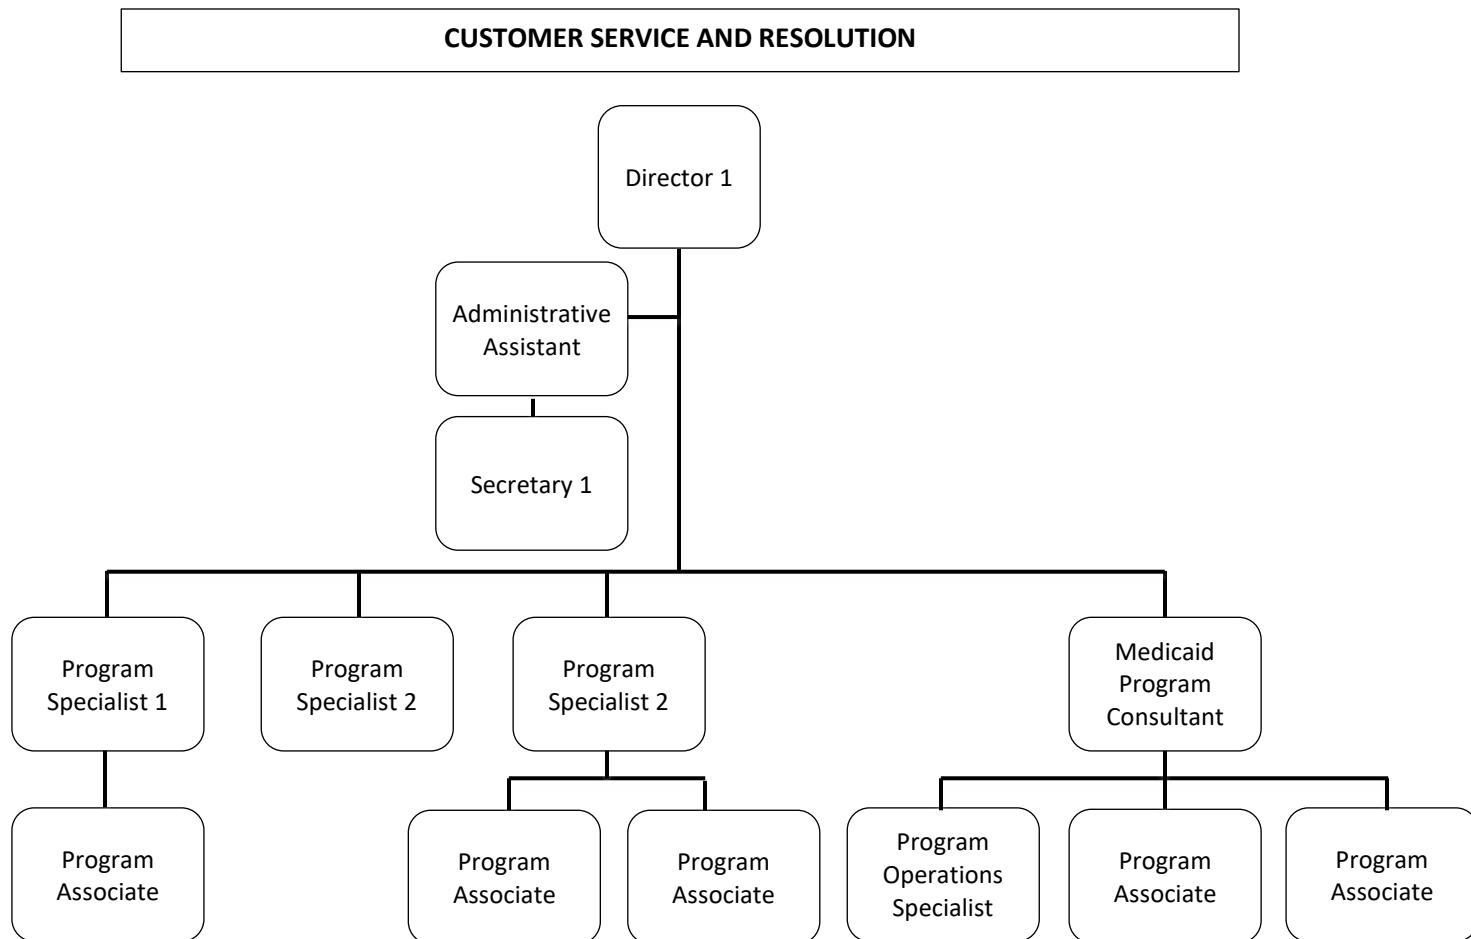 CUSTOMER SERVICE AND RESOLUTION
Director 1
Administrative
Assistant
Secretary 1
Program
Specialist 1
Program
Specialist 2
Program
Specialist 2
Medicaid
Program
Consultant
Program
Associate
Program
Associate
Program
Associate
Program
Operations
Specialist
Program
Associate
Program
Associate